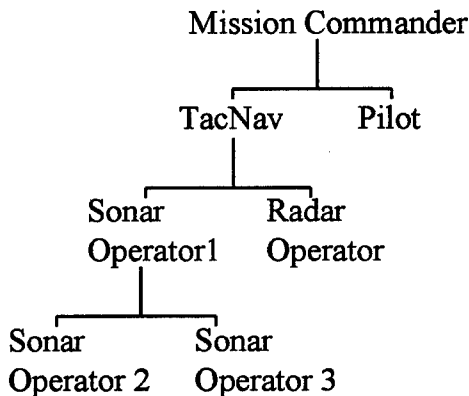 Mission Commander
TacNav
Pilot
Sonar
Operator1
Radar
Operator
Sonar
Operator 2
Sonar
Operator 3